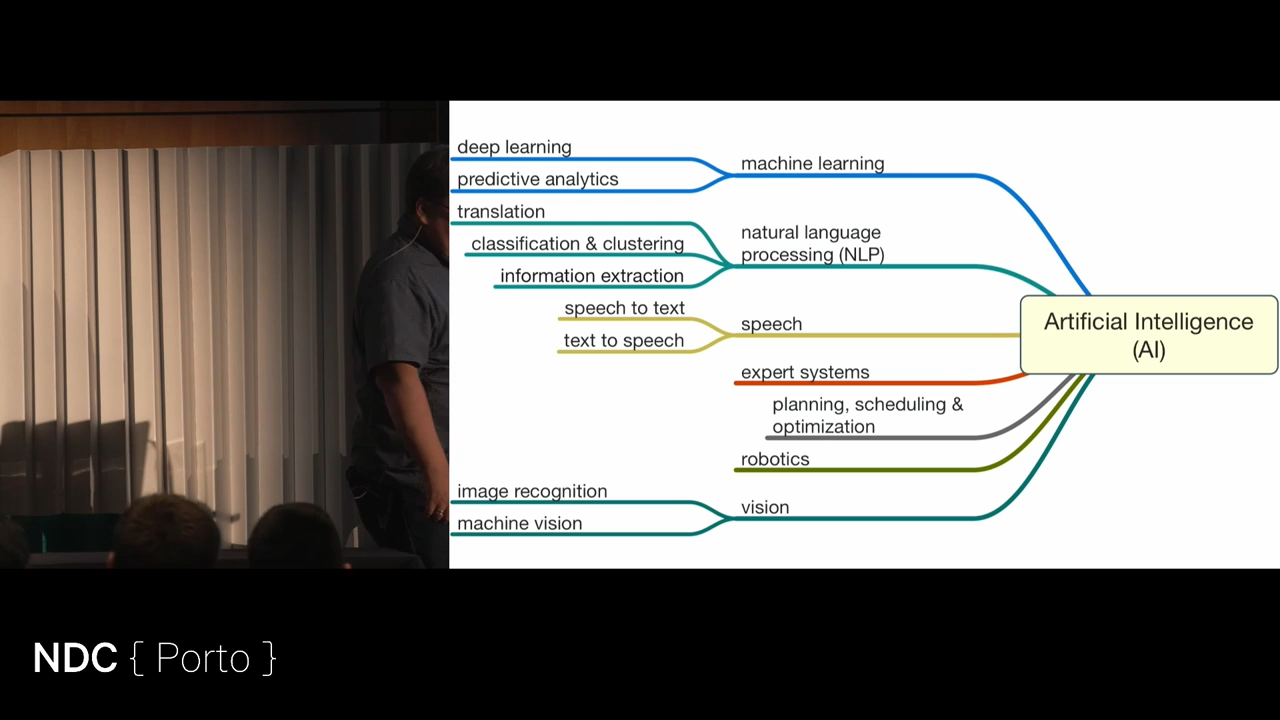 deep learning
machine learning
predictive analytics
translation
natural language
processing (NLP)
classification & clustering
information extraction
speech to text
speech
text to speech
Artificial Intelligence
(AI)
expert systems
planning, scheduling &
optimization
robotics
image recognition
vision
machine vision
NDC { Porto }